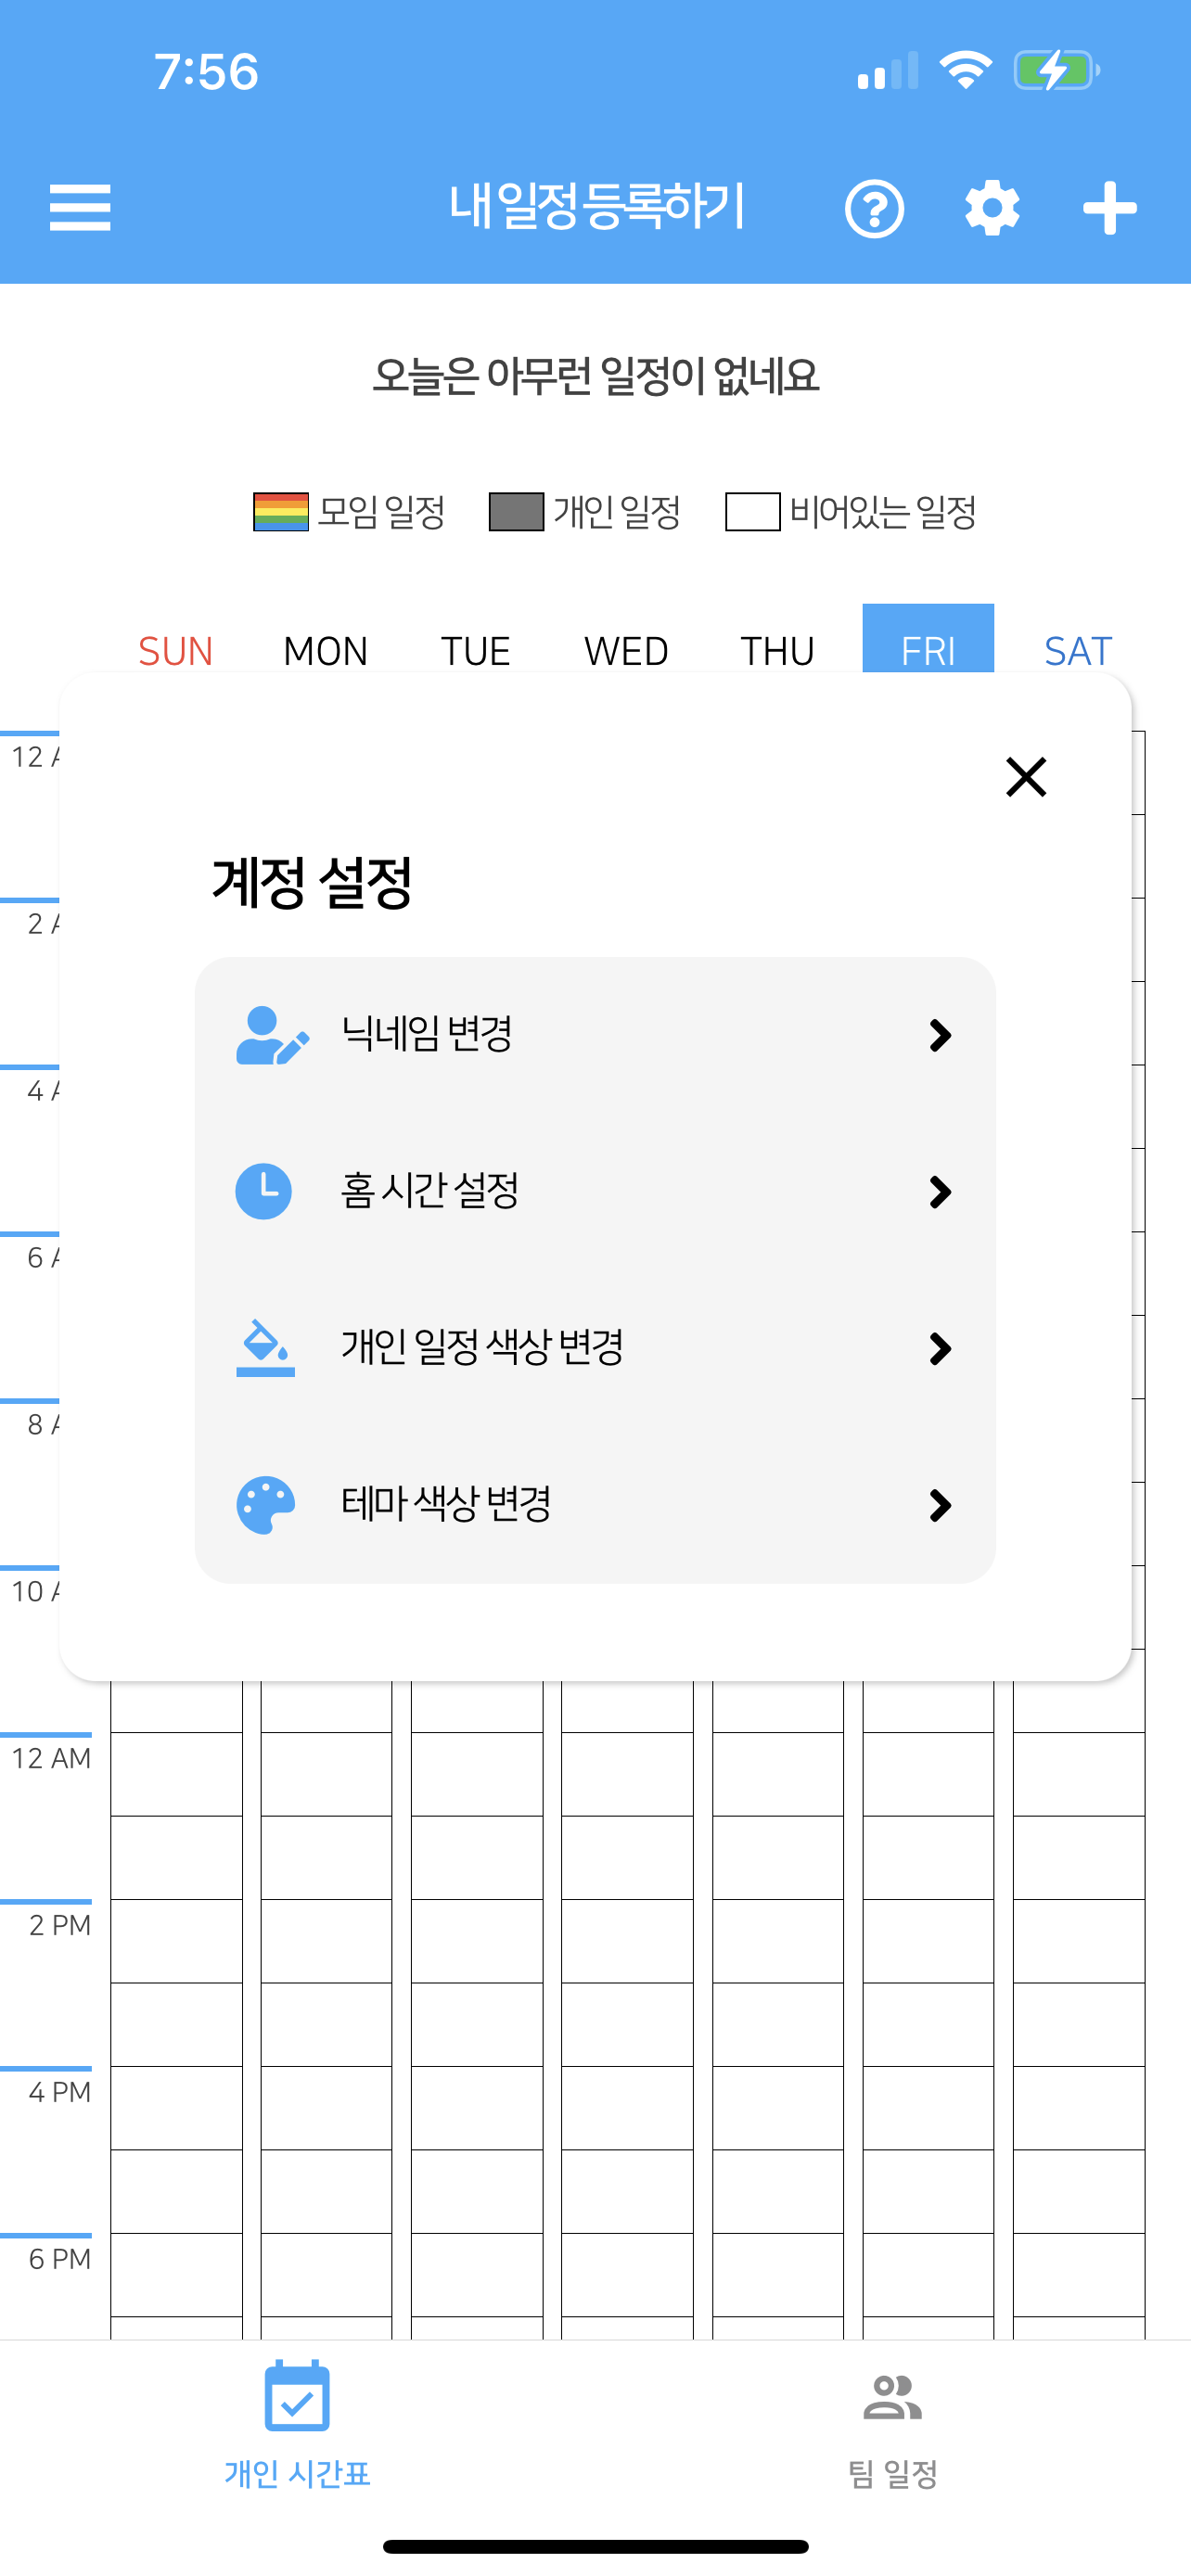 7:56
내 일정 등록하기
오늘은 아무런 일정이 없네요
모임 일정 개인 일정 비어있는 일정
SUN MON TUE WED THU FRI SAT
12 A
계정 설정
2 A
닉네임 변경
4 A
홈 시간 설정
6 A
개인 일정 색상 변경
8 A
테마 색상 변경
10 A
12 AM
2 PM
4 PM
6 PM
개인 시간표 팀 일정